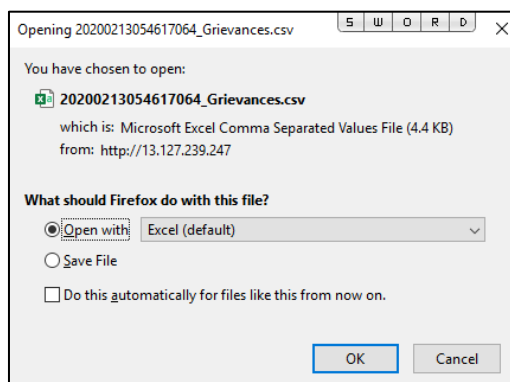 Opening 20200213054617064_Grievances.csv
S W O R D
You have chosen to open:
20200213054617064_Grievances.csv
which is: Microsoft Excel Comma Separated Values File (4.4 KB)
from: http://13.127.239.247
What should Firefox do with this file?
Open with Excel (default)
Save File
Do this automatically for files like this from now on.
OK Cancel